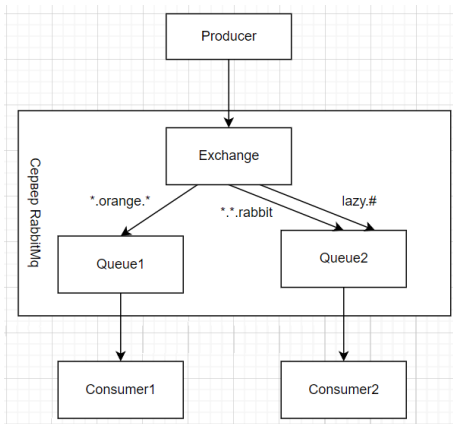 Producer
Сервер RabbitMq
Exchange
*.orange.*
*.*.rabbit
lazy.#
Queue1
Queue2
Consumer1
Consumer2